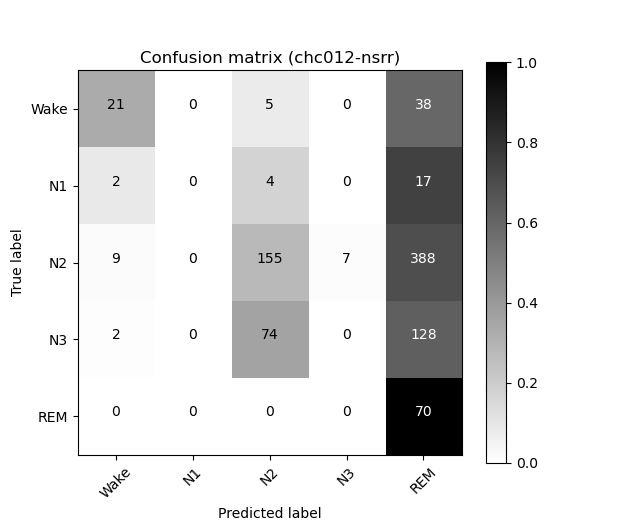 Confusion matrix (chc012-nsrr)
True label
Wake 21 0 5 0 38
N1 2 0 4 0 17
N2 9 0 155 7 388
N3 2 0 74 0 128
REM 0 0 0 0 70
Wake N1 N2 N3 REM
Predicted label
1.0
0.8
0.6
0.4
0.2
0.0